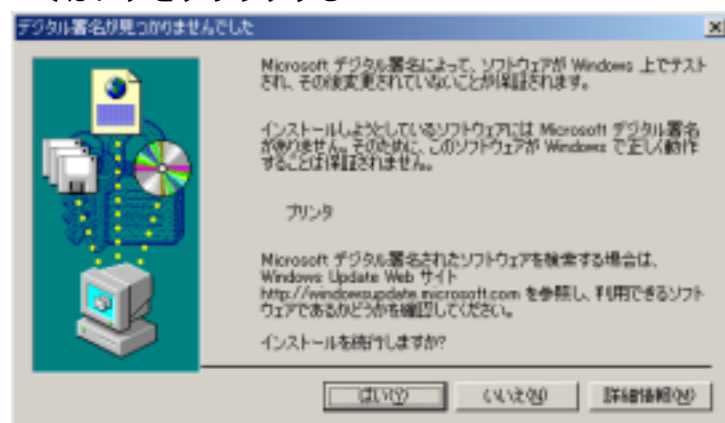 デジタル署名が見つかりませんでした
Microsoft デジタル署名によって、ソフトウェアが Windows 上でテスト
され、その後変更されていないことが保証されます。
インストールしようとしているソフトウェアには Microsoft デジタル署名
がありません。そのために、このソフトウェアが Windows で正しく動作
することは保証されません。
プリンタ
Microsoft デジタル署名されたソフトウェアを検索する場合は、
Windows Update Web サイト
http://windowsupdate.microsoft.com を参照し、利用できるソフト
ウェアであるかどうかを確認してください。
インストールを続行しますか?
はい(Y)
いいえ(N)
詳細情報(M)